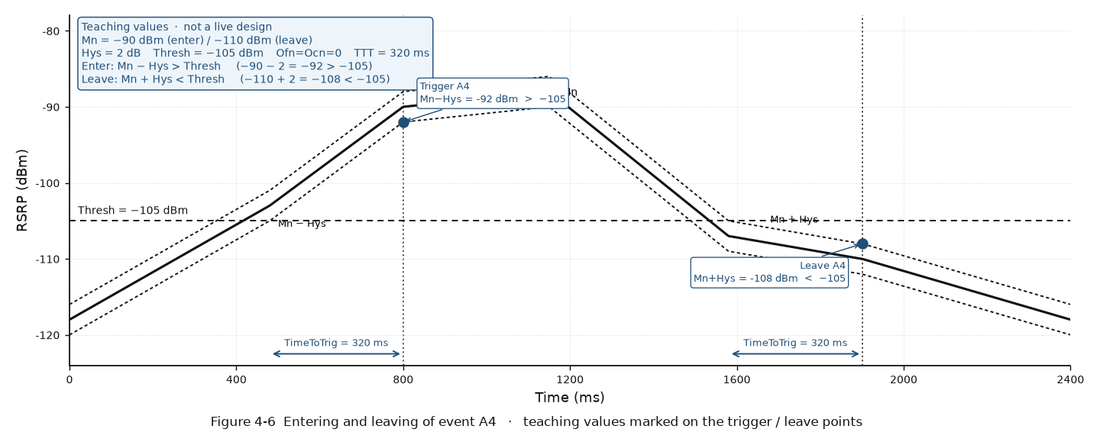 Teaching values · not a live design
Mn = −90 dBm (enter) / −110 dBm (leave)
Hys = 2 dB Thresh = −105 dBm Ofn=Ocn=0 TTT = 320 ms
Enter: Mn − Hys > Thresh (−90 − 2 = −92 > −105)
Leave: Mn + Hys < Thresh (−110 + 2 = −108 < −105)
Trigger A4
Mn−Hys = -92 dBm > −105
Thresh = −105 dBm
Mn − Hys
Mn + Hys
Leave A4
Mn+Hys = -108 dBm < −105
TimeToTrig = 320 ms
TimeToTrig = 320 ms
RSRP (dBm)
-80
-90
-100
-110
-120
0 400 800 1200 1600 2000 2400
Time (ms)
Figure 4-6 Entering and leaving of event A4 · teaching values marked on the trigger / leave points